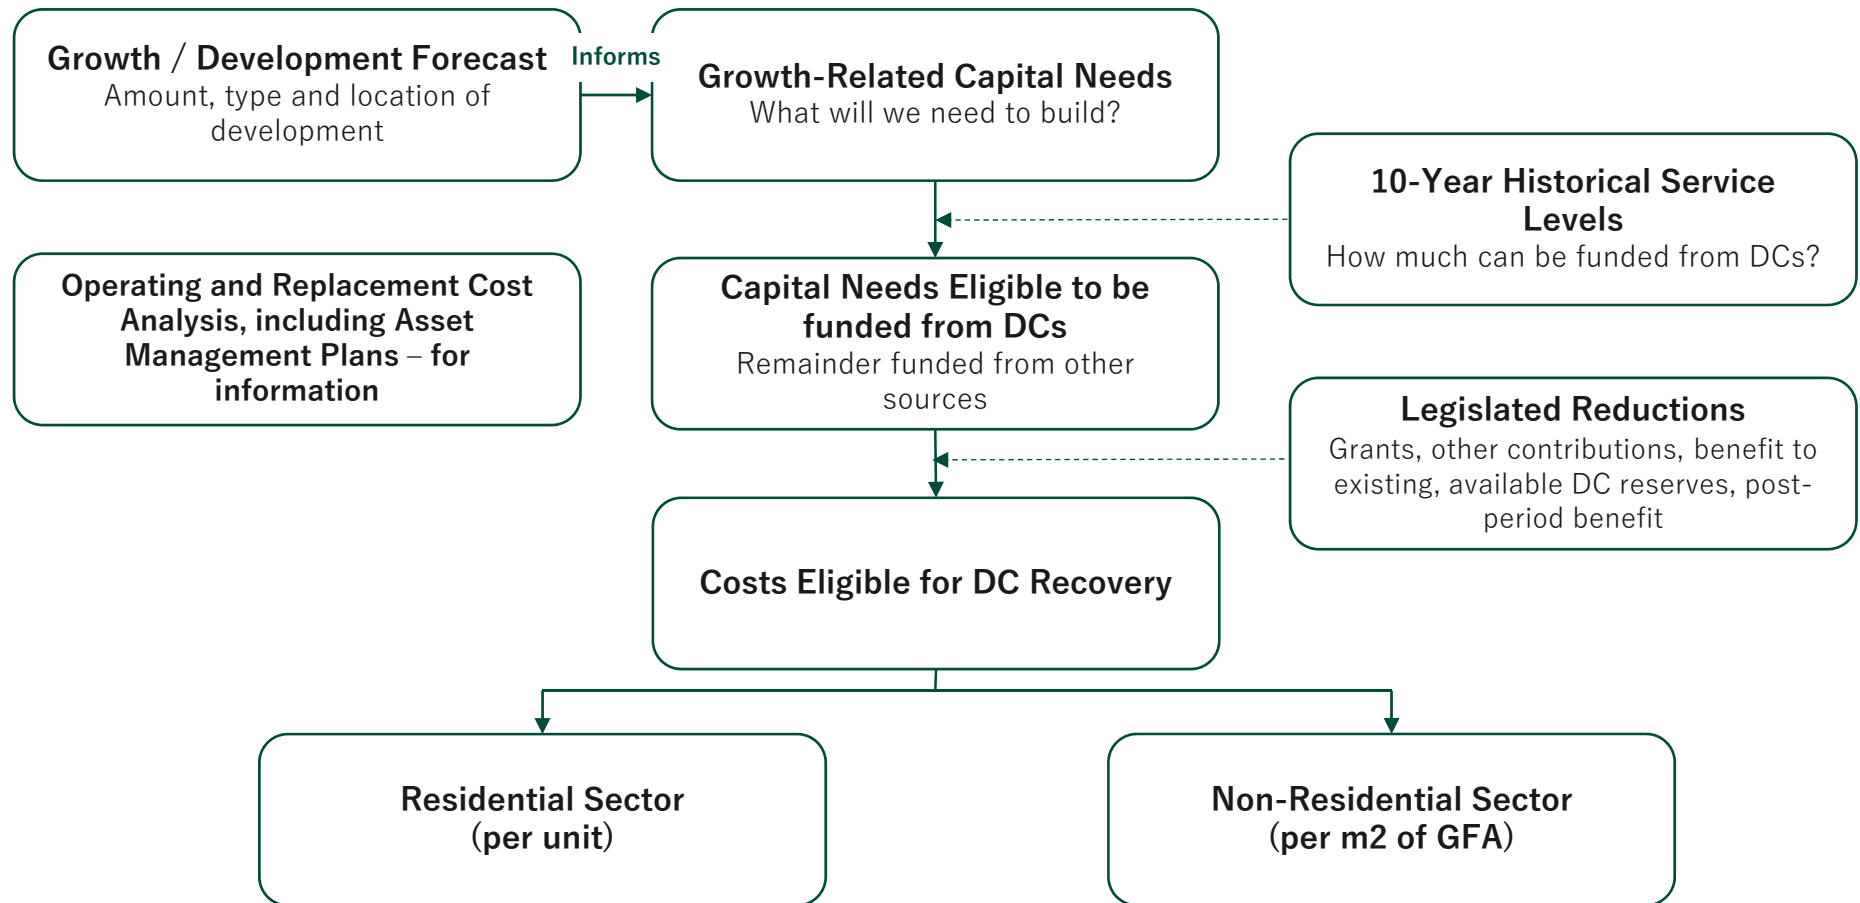 Growth / Development Forecast
Amount, type and location of
development
Informs
Growth-Related Capital Needs
What will we need to build?
10-Year Historical Service
Levels
How much can be funded from DCs?
Operating and Replacement Cost
Analysis, including Asset
Management Plans – for
information
Capital Needs Eligible to be
funded from DCs
Remainder funded from other
sources
Legislated Reductions
Grants, other contributions, benefit to
existing, available DC reserves, post-
period benefit
Costs Eligible for DC Recovery
Residential Sector
(per unit)
Non-Residential Sector
(per m2 of GFA)